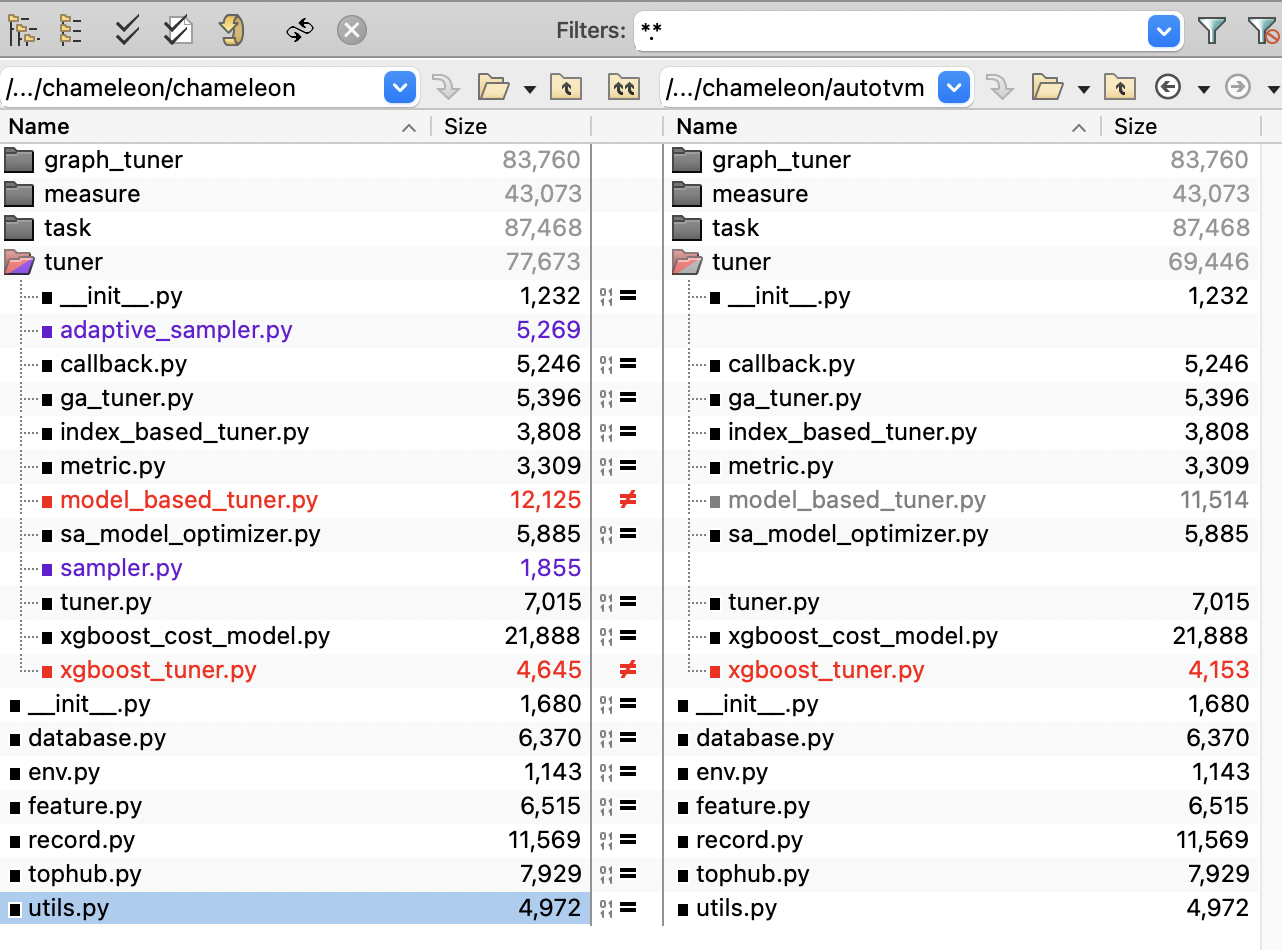 Filters: *.*
/.../chameleon/chameleon /.../chameleon/autotvm
Name Size Name Size
graph_tuner 83,760 graph_tuner 83,760
measure 43,073 measure 43,073
task 87,468 task 87,468
tuner 77,673 tuner 69,446
__init__.py 1,232 = __init__.py 1,232
adaptive_sampler.py 5,269
callback.py 5,246 = callback.py 5,246
ga_tuner.py 5,396 = ga_tuner.py 5,396
index_based_tuner.py 3,808 = index_based_tuner.py 3,808
metric.py 3,309 = metric.py 3,309
model_based_tuner.py 12,125 ≠ model_based_tuner.py 11,514
sa_model_optimizer.py 5,885 = sa_model_optimizer.py 5,885
sampler.py 1,855
tuner.py 7,015 = tuner.py 7,015
xgboost_cost_model.py 21,888 = xgboost_cost_model.py 21,888
xgboost_tuner.py 4,645 ≠ xgboost_tuner.py 4,153
__init__.py 1,680 = __init__.py 1,680
database.py 6,370 = database.py 6,370
env.py 1,143 = env.py 1,143
feature.py 6,515 = feature.py 6,515
record.py 11,569 = record.py 11,569
tophub.py 7,929 = tophub.py 7,929
utils.py 4,972 = utils.py 4,972